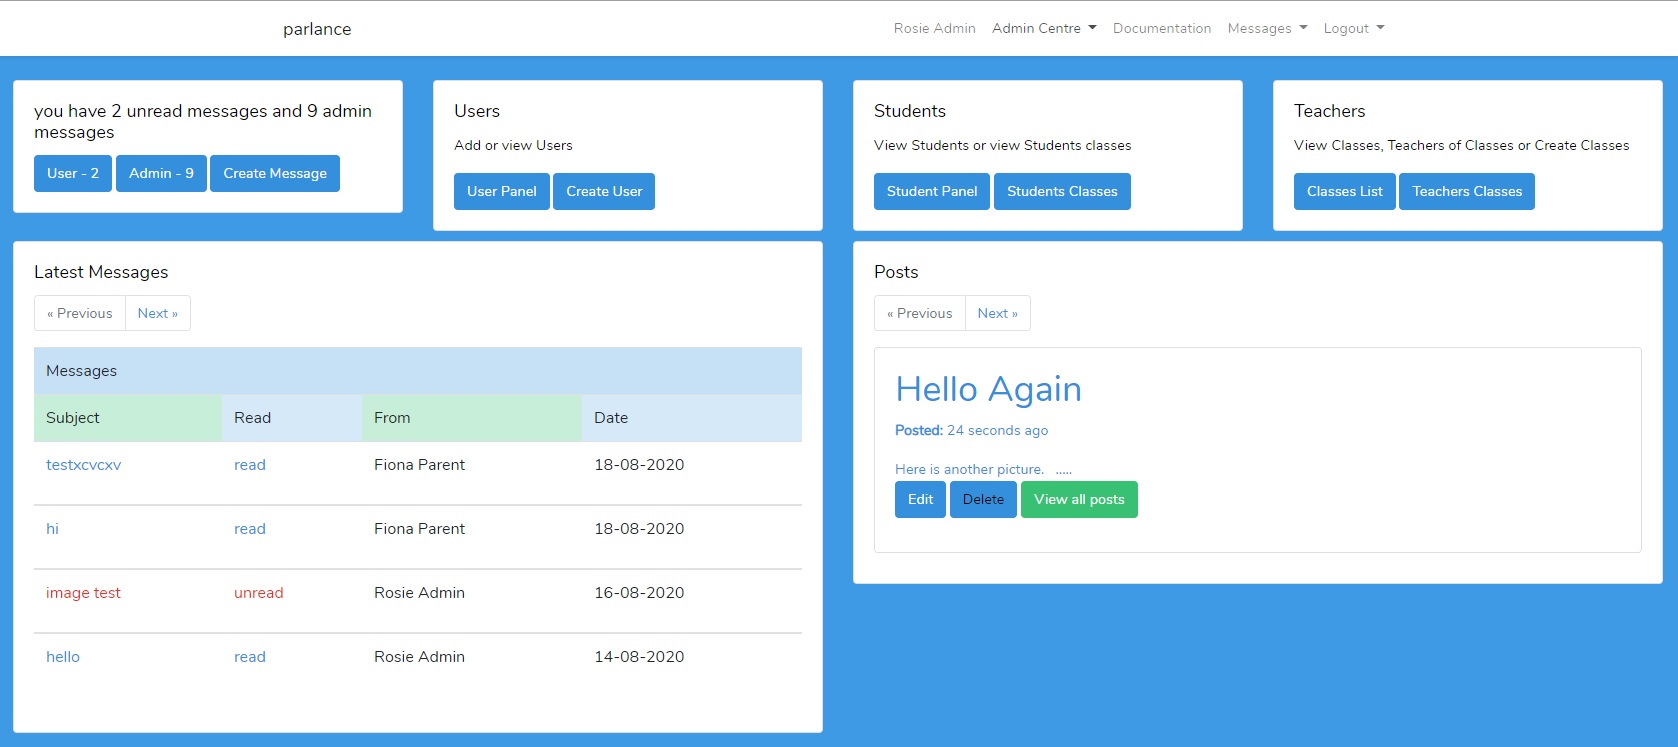 parlance
Rosie Admin Admin Centre Documentation Messages Logout
you have 2 unread messages and 9 admin
messages
User - 2 Admin - 9 Create Message
Users
Add or view Users
User Panel Create User
Students
View Students or view Students classes
Student Panel Students Classes
Teachers
View Classes, Teachers of Classes or Create Classes
Classes List Teachers Classes
Latest Messages
« Previous Next »
Messages
Subject Read From Date
testxcvcxv read Fiona Parent 18-08-2020
hi read Fiona Parent 18-08-2020
image test unread Rosie Admin 16-08-2020
hello read Rosie Admin 14-08-2020
Posts
« Previous Next »
Hello Again
Posted: 24 seconds ago
Here is another picture. .....
Edit Delete View all posts